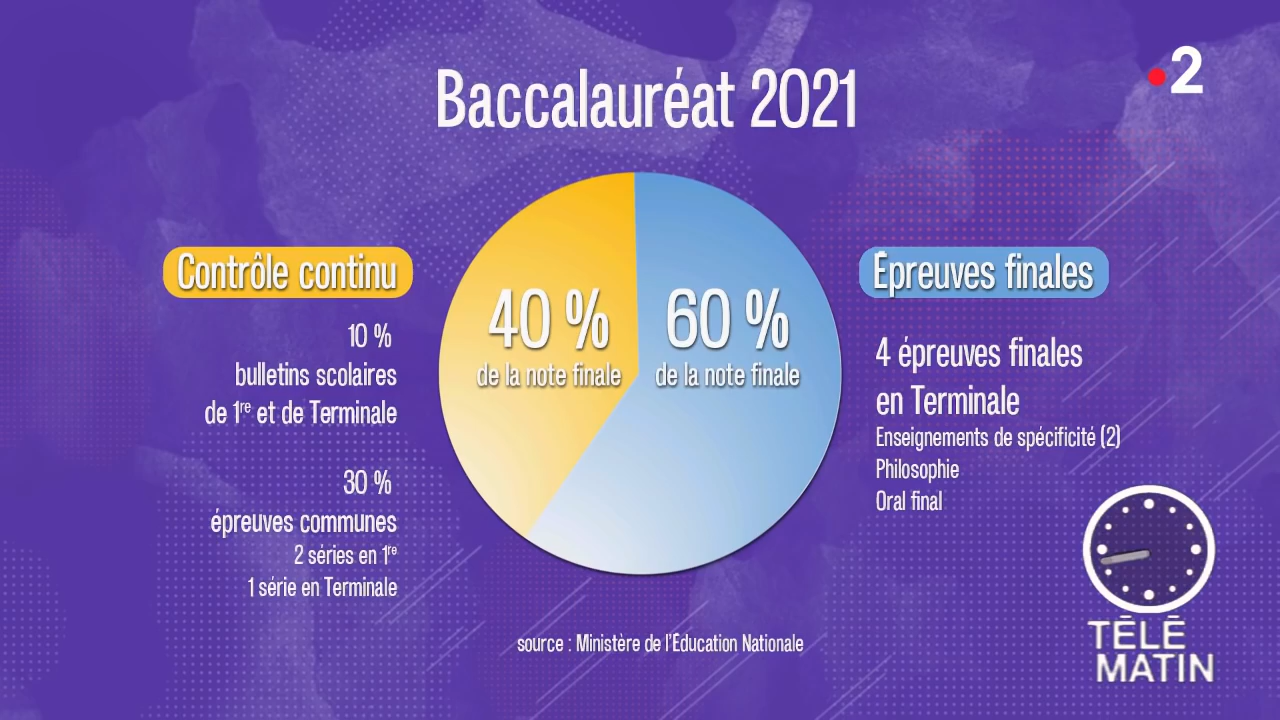 Baccalauréat 2021
2
Contrôle continu
10 %
bulletins scolaires
de 1re et de Terminale
30 %
épreuves communes
2 séries en 1re
1 série en Terminale
40 %
de la note finale
60 %
de la note finale
Épreuves finales
4 épreuves finales
en Terminale
Enseignements de spécificité (2)
Philosophie
Oral final
source : Ministère de l'Éducation Nationale
TÉLÉ
MATIN